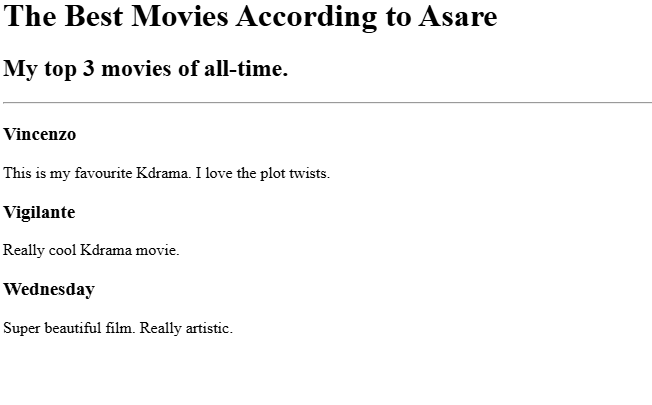 The Best Movies According to Asare
My top 3 movies of all-time.
Vincenzo
This is my favourite Kdrama. I love the plot twists.
Vigilante
Really cool Kdrama movie.
Wednesday
Super beautiful film. Really artistic.